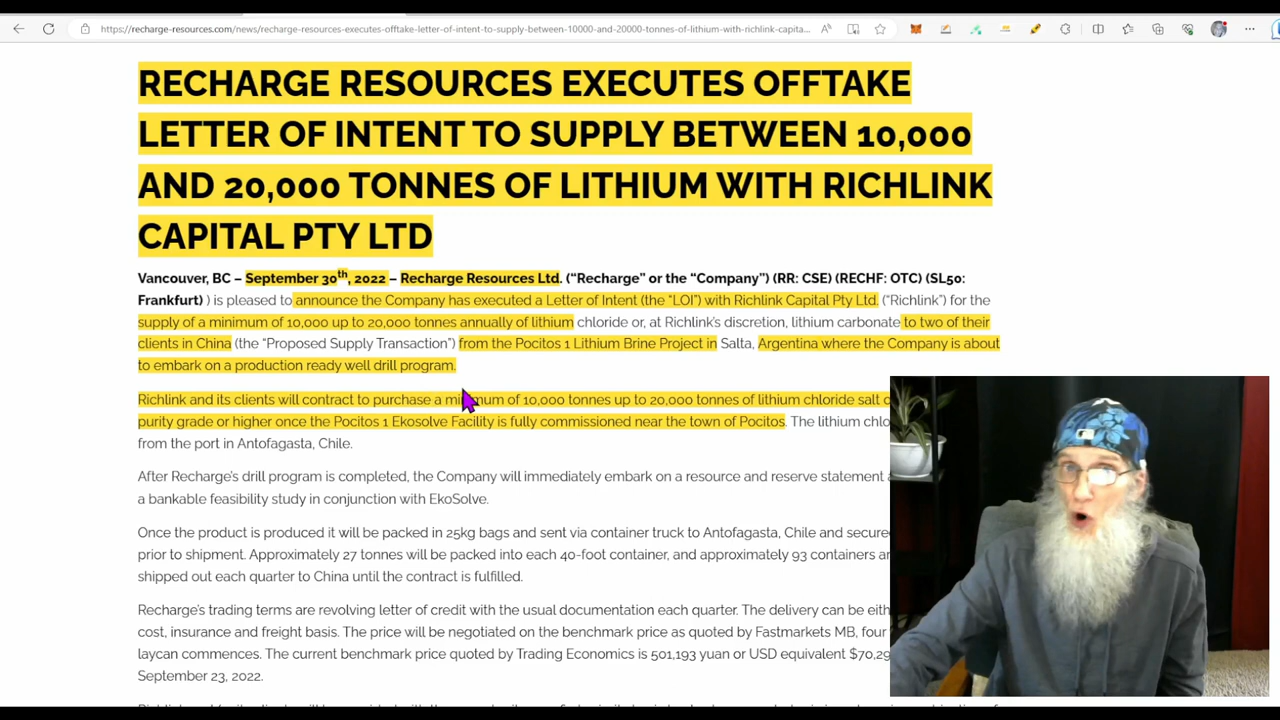 https://recharge-resources.com/news/recharge-resources-executes-offtake-letter-of-intent-to-supply-between-10000-and-20000-tonnes-of-lithium-with-richlink-capita...
RECHARGE RESOURCES EXECUTES OFFTAKE
LETTER OF INTENT TO SUPPLY BETWEEN 10,000
AND 20,000 TONNES OF LITHIUM WITH RICHLINK
CAPITAL PTY LTD
Vancouver, BC – September 30th, 2022 – Recharge Resources Ltd. (“Recharge” or the “Company”) (RR: CSE) (RECHF: OTC) (SL50:
Frankfurt) ) is pleased to announce the Company has executed a Letter of Intent (the “LOI”) with Richlink Capital Pty Ltd. (“Richlink”) for the
supply of a minimum of 10,000 up to 20,000 tonnes annually of lithium chloride or, at Richlink’s discretion, lithium carbonate to two of their
clients in China (the “Proposed Supply Transaction”) from the Pocitos 1 Lithium Brine Project in Salta, Argentina where the Company is about
to embark on a production ready well drill program.
Richlink and its clients will contract to purchase a minimum of 10,000 tonnes up to 20,000 tonnes of lithium chloride salt
purity grade or higher once the Pocitos 1 Ekosolve Facility is fully commissioned near the town of Pocitos. The lithium chlo
from the port in Antofagasta, Chile.
After Recharge’s drill program is completed, the Company will immediately embark on a resource and reserve statement
a bankable feasibility study in conjunction with EkoSolve.
Once the product is produced it will be packed in 25kg bags and sent via container truck to Antofagasta, Chile and secure
prior to shipment. Approximately 27 tonnes will be packed into each 40-foot container, and approximately 93 containers ar
shipped out each quarter to China until the contract is fulfilled.
Recharge’s trading terms are revolving letter of credit with the usual documentation each quarter. The delivery can be eith
cost, insurance and freight basis. The price will be negotiated on the benchmark price as quoted by Fastmarkets MB, four
laycan commences. The current benchmark price quoted by Trading Economics is 501,193 yuan or USD equivalent $70,29
September 23, 2022.